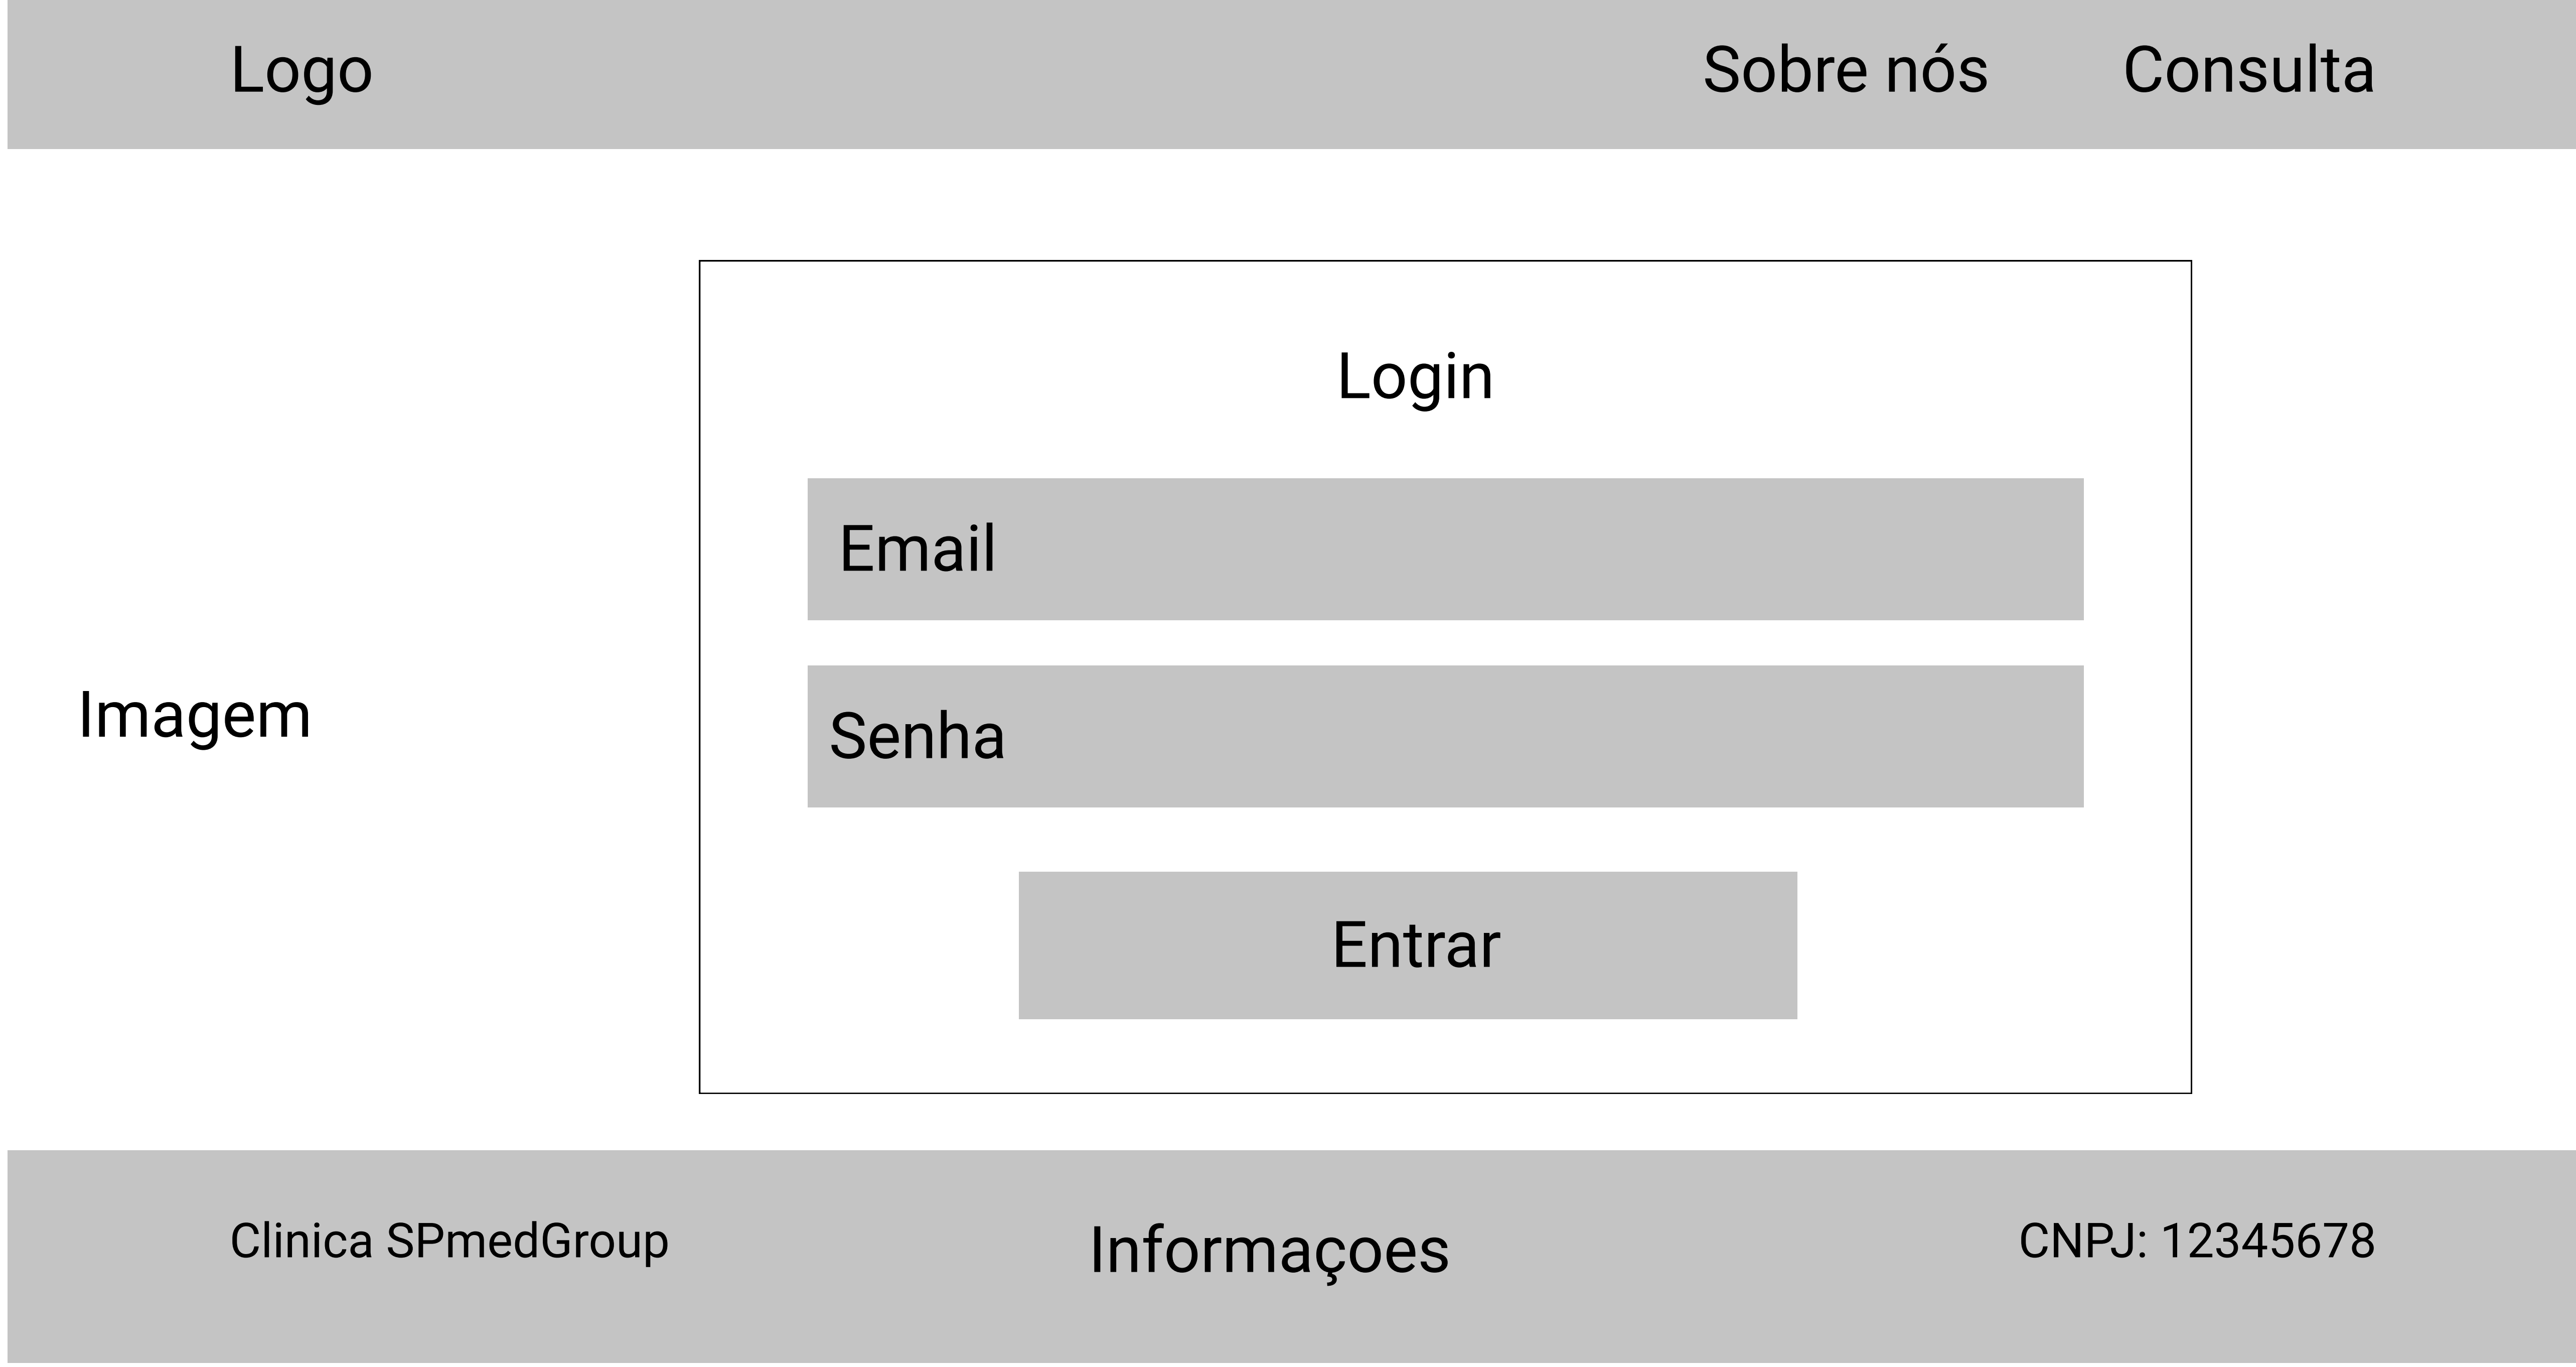 Logo
Sobre nós
Consulta
Login
Email
Imagem
Senha
Entrar
Clinica SPmedGroup
Informaçoes
CNPJ: 12345678